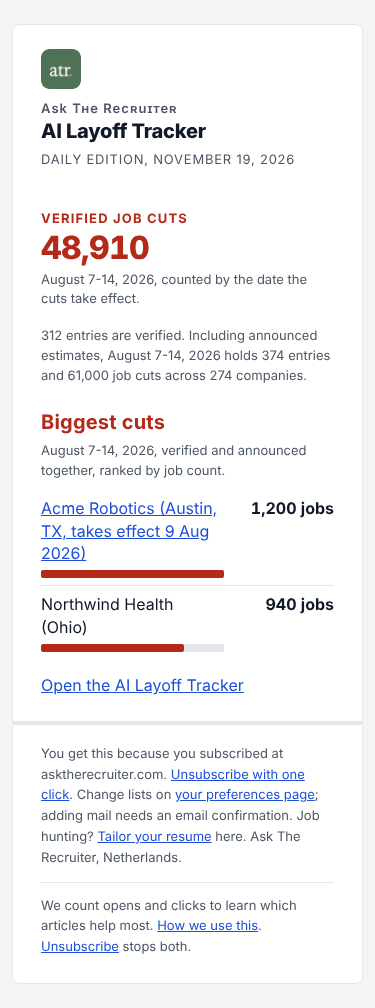 atr.
Ask The Recruiter
AI Layoff Tracker
DAILY EDITION, NOVEMBER 19, 2026
VERIFIED JOB CUTS
48,910
August 7-14, 2026, counted by the date the
cuts take effect.
312 entries are verified. Including announced
estimates, August 7-14, 2026 holds 374 entries
and 61,000 job cuts across 274 companies.
Biggest cuts
August 7-14, 2026, verified and announced
together, ranked by job count.
Acme Robotics (Austin, 1,200 jobs
TX, takes effect 9 Aug
2026)
Northwind Health 940 jobs
(Ohio)
Open the AI Layoff Tracker
You get this because you subscribed at
asktherecruiter.com. Unsubscribe with one
click. Change lists on your preferences page;
adding mail needs an email confirmation. Job
hunting? Tailor your resume here. Ask The
Recruiter, Netherlands.
We count opens and clicks to learn which
articles help most. How we use this.
Unsubscribe stops both.